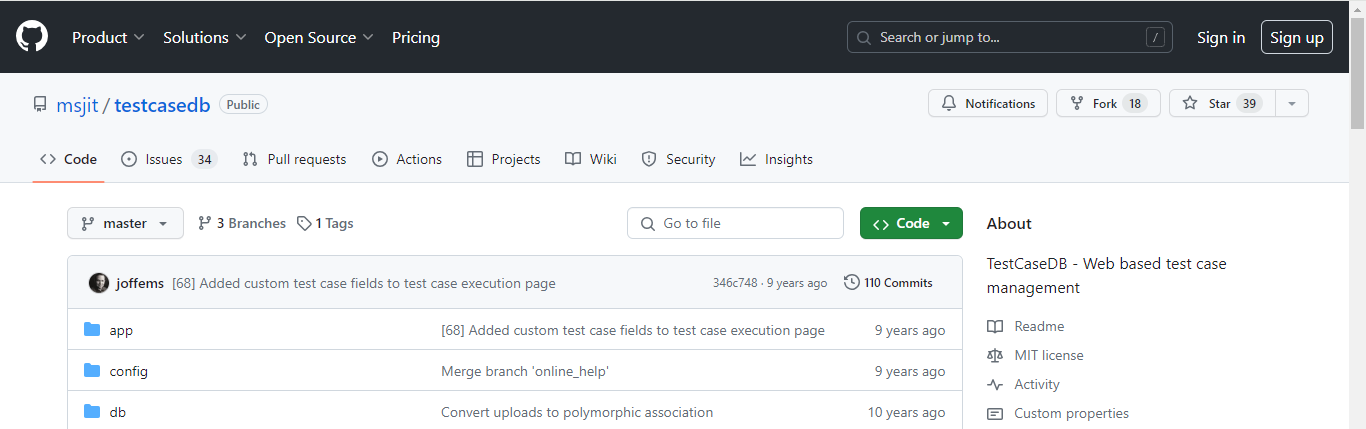 Product Solutions Open Source Pricing Search or jump to... / Sign in Sign up
msjit / testcasedb Public Notifications Fork 18 Star 39
Code Issues 34 Pull requests Actions Projects Wiki Security Insights
master 3 Branches 1 Tags Go to file Code About
TestCaseDB - Web based test case
management
joffems [68] Added custom test case fields to test case execution page 346c748 · 9 years ago 110 Commits
app [68] Added custom test case fields to test case execution page 9 years ago
Readme
MIT license
config Merge branch 'online_help' 9 years ago
Activity
db Convert uploads to polymorphic association 10 years ago
Custom properties